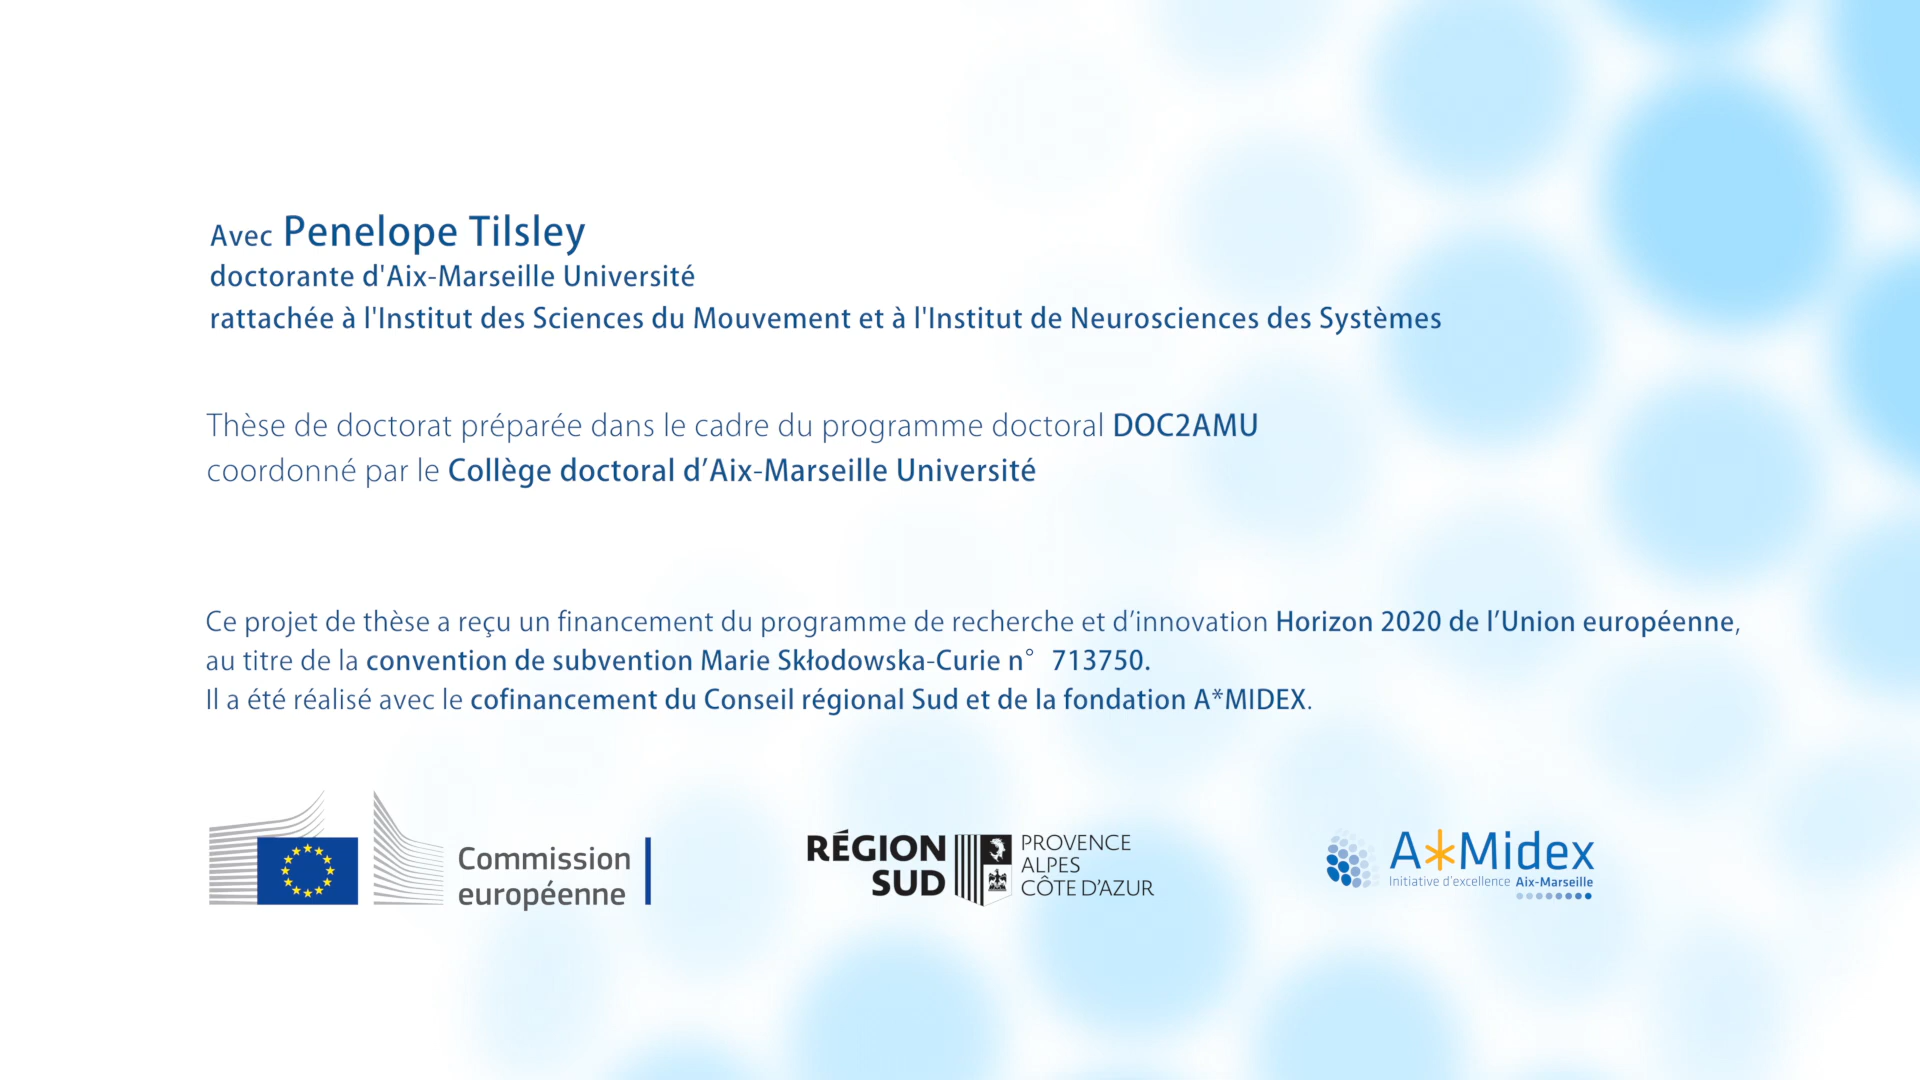 Avec Penelope Tilsley
doctorante d'Aix-Marseille Université
rattachée à l'Institut des Sciences du Mouvement et à l'Institut de Neurosciences des Systèmes
Thèse de doctorat préparée dans le cadre du programme doctoral DOC2AMU
coordonné par le Collège doctoral d’Aix-Marseille Université
Ce projet de thèse a reçu un financement du programme de recherche et d’innovation Horizon 2020 de l’Union européenne,
au titre de la convention de subvention Marie Skłodowska-Curie n° 713750.
Il a été réalisé avec le cofinancement du Conseil régional Sud et de la fondation A*MIDEX.
Commission
européenne
RÉGION
SUD
PROVENCE
ALPES
CÔTE D’AZUR
A*Midex
Initiative d’excellence Aix-Marseille